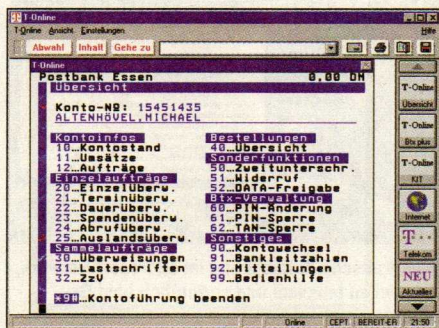 T-Online
T-Online Ansicht Einstellungen Hilfe
Abwahl Inhalt Gehe zu
T-Online
Postbank Essen 0,00 DM
Übersicht
Konto-No: 15451435
ALTENHÖVEL,MICHAEL
Kontoinfos
10…Kontostand
11…Umsätze
12…Aufträge
Einzelaufträge
20…Einzelüberw.
21…Terminüberw.
22…Dauerüberw.
23…Spendenüberw.
24…Abrufüberw.
25…Auslandsüberw.
Sammelaufträge
30…Überweisungen
31…Lastschriften
32…ZzV
Bestellungen
40…Übersicht
Sonderfunktionen
50…Zweitunterschr.
51…Widerruf
52…DATA-Freigabe
Btx-Verwaltung
60…PIN-Änderung
61…PIN-Sperre
62…TAN-Sperre
Sonstiges
90…Kontowechsel
91…Bankleitzahlen
92…Mitteilungen
99…Bedienhilfe
*9#…Kontoführung beenden
T-Online
Übersicht
T-Online
Btx plus
T-Online
KIT
Internet
T
Telekom
NEU
Aktuelles
Online CEPT BEREIT-ER 21:50